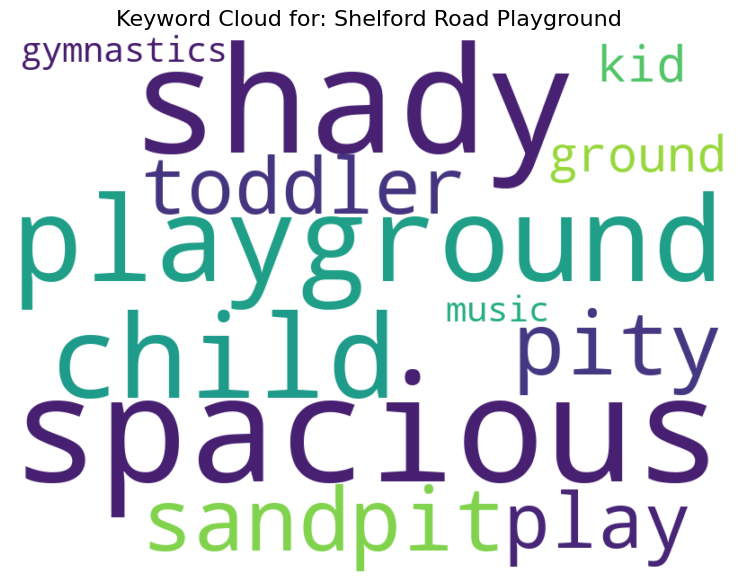 Keyword Cloud for: Shelford Road Playground
gymnastics
shady
kid
ground
toddler
playground
music
child
pity
spacious
sandpit
play